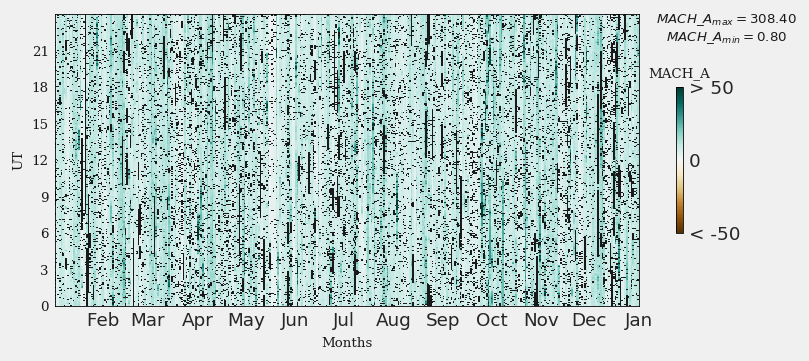 MACH_A_max = 308.40
MACH_A_min = 0.80
MACH_A
> 50
0
< -50
UT
21
18
15
12
9
6
3
0
Feb Mar Apr May Jun Jul Aug Sep Oct Nov Dec Jan
Months